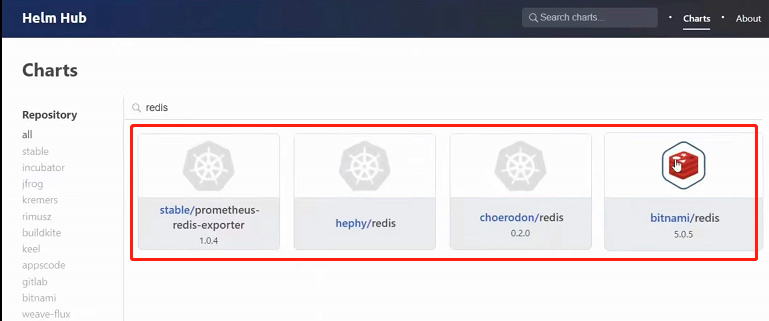 Helm Hub
Search charts...
Charts
About
Charts
Repository
all
stable
incubator
jfrog
kremers
rimusz
buildkite
keel
appscode
gitlab
bitnami
weave-flux
redis
stable/prometheus-
redis-exporter
1.0.4
hephy/redis
choerodon/redis
0.2.0
bitnami/redis
5.0.5